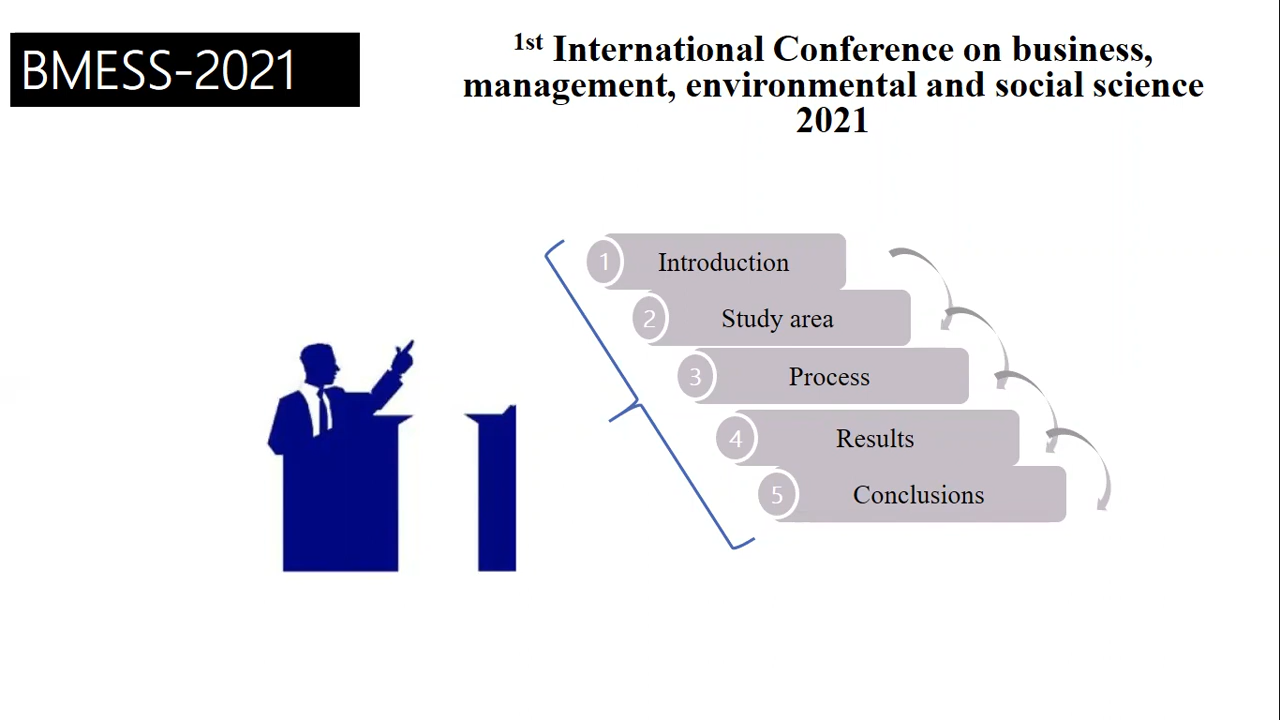 BMESS-2021
1st International Conference on business,
management, environmental and social science
2021
1 Introduction
2 Study area
3 Process
4 Results
5 Conclusions